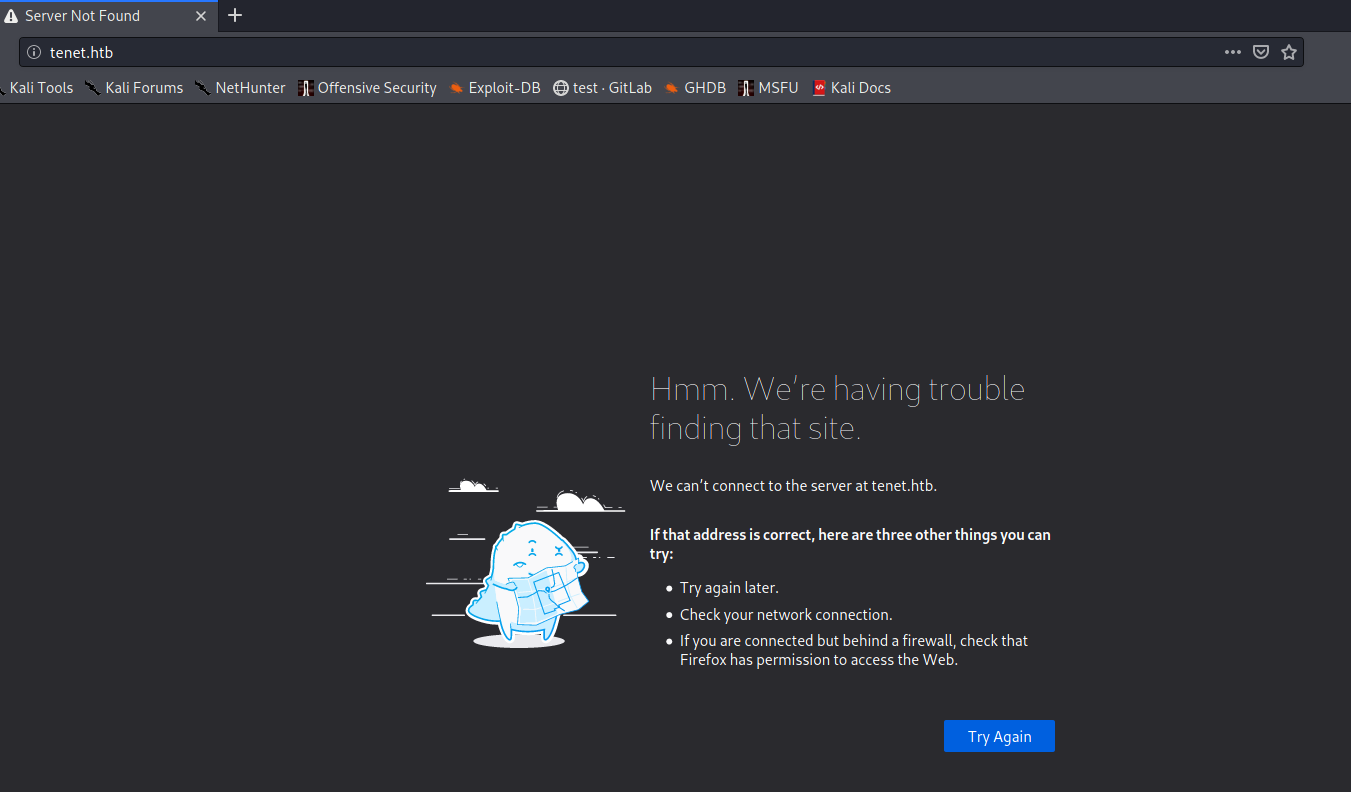 Server Not Found
tenet.htb
Kali Tools Kali Forums NetHunter Offensive Security Exploit-DB test · GitLab GHDB MSFU Kali Docs
Hmm. We’re having trouble
finding that site.
We can’t connect to the server at tenet.htb.
If that address is correct, here are three other things you can
try:
• Try again later.
• Check your network connection.
• If you are connected but behind a firewall, check that
Firefox has permission to access the Web.
Try Again